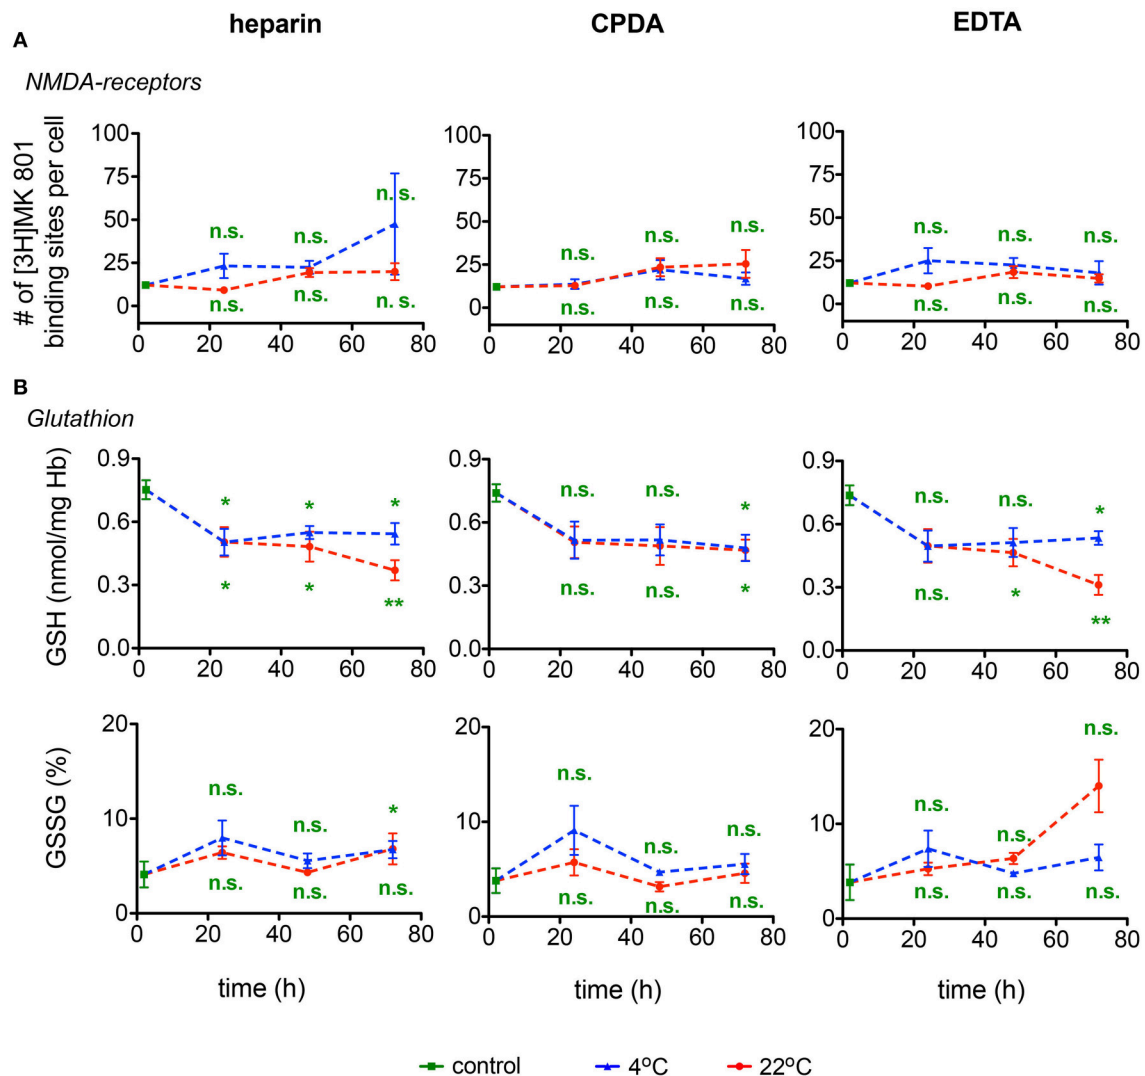 heparin CPDA EDTA
A
NMDA-receptors
# of [3H]MK 801
binding sites per cell
100 75 50 25 0
n.s. n.s. n. s.
n.s. n.s. n.s.
0 20 40 60 80
100 75 50 25 0
n.s. n.s. n.s.
n.s. n.s. n.s.
0 20 40 60 80
100 75 50 25 0
n.s. n.s. n.s.
n.s. n.s. n.s.
0 20 40 60 80
B
Glutathion
GSH (nmol/mg Hb)
0.9 0.6 0.3 0.0
* * *
* * **
0 20 40 60 80
0.9 0.6 0.3 0.0
n.s. n.s. *
n.s. n.s. *
0 20 40 60 80
0.9 0.6 0.3 0.0
n.s. n.s. *
n.s. * **
0 20 40 60 80
GSSG (%)
20 10 0
n.s. n.s. *
n.s. n.s. n.s.
0 20 40 60 80
20 10 0
n.s. n.s. n.s.
n.s. n.s. n.s.
0 20 40 60 80
20 10 0
n.s. n.s. n.s.
n.s. n.s. n.s.
0 20 40 60 80
time (h) time (h) time (h)
control 4ºC 22ºC